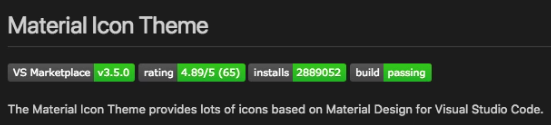 Material Icon Theme
VS Marketplace v3.5.0 rating 4.89/5 (65) installs 2889052 build passing
The Material Icon Theme provides lots of icons based on Material Design for Visual Studio Code.